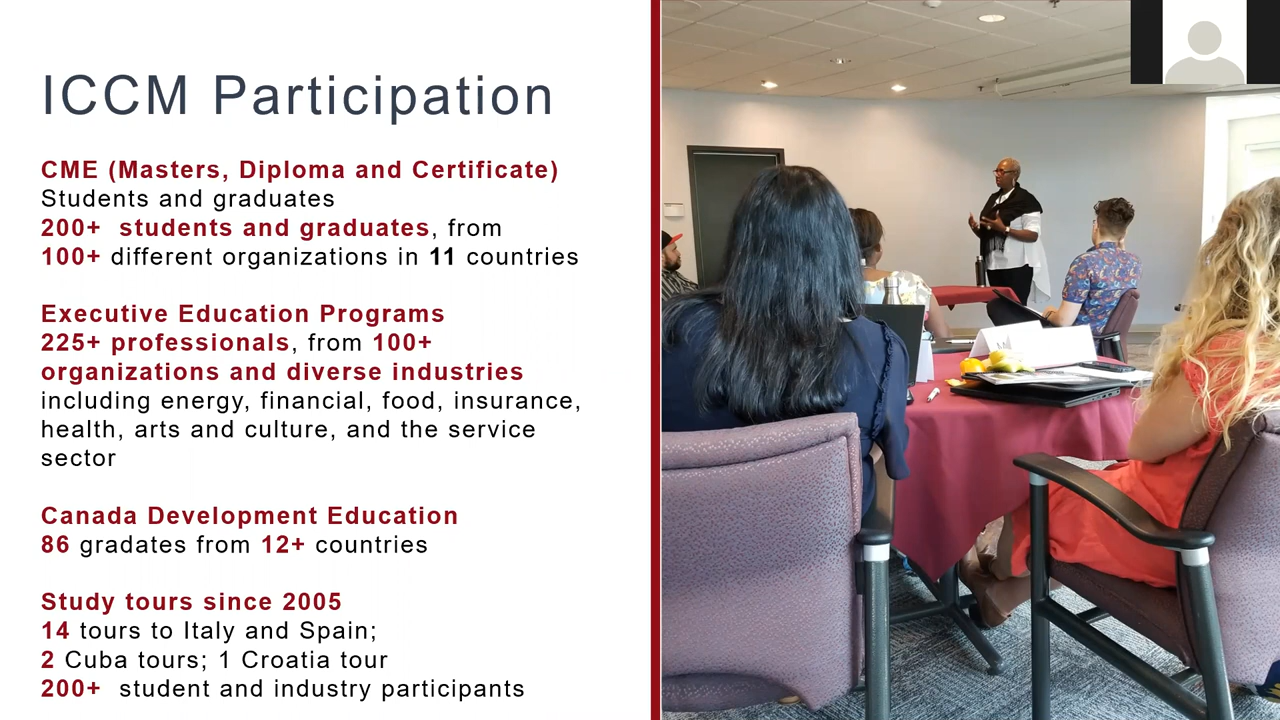 ICCM Participation
CME (Masters, Diploma and Certificate)
Students and graduates
200+ students and graduates, from
100+ different organizations in 11 countries
Executive Education Programs
225+ professionals, from 100+
organizations and diverse industries
including energy, financial, food, insurance,
health, arts and culture, and the service
sector
Canada Development Education
86 gradates from 12+ countries
Study tours since 2005
14 tours to Italy and Spain;
2 Cuba tours; 1 Croatia tour
200+ student and industry participants